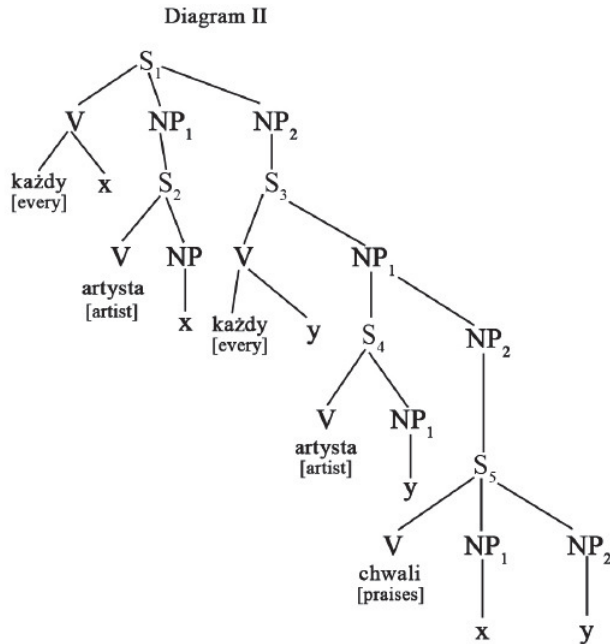 Diagram II
S₁
V NP₁ NP₂
każdy x S₂ S₃
[every]
V NP V NP₁
artysta x każdy y S₄ NP₂
[artist] [every]
V NP₁
artysta y S₅
[artist]
V NP₁ NP₂
chwali
[praises]
x y